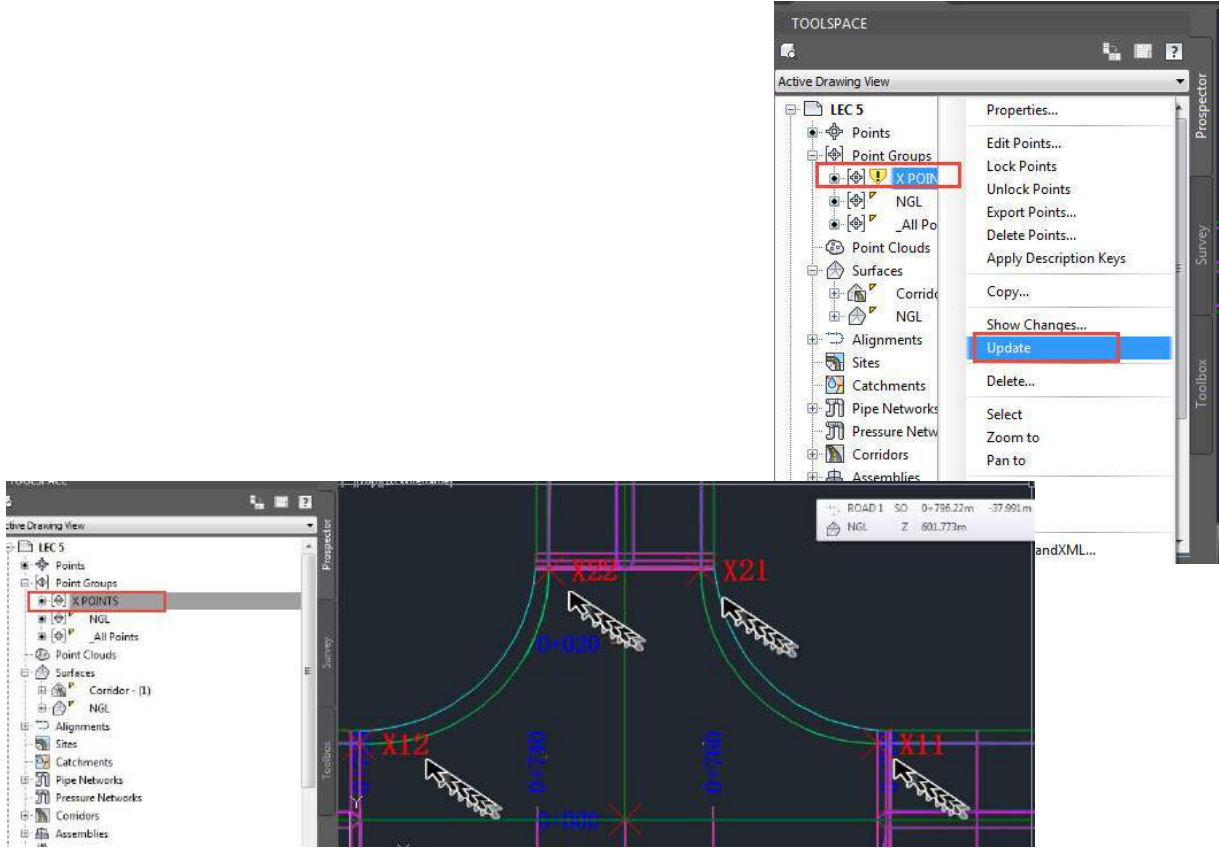 TOOLSPACE
Active Drawing View
LEC 5
Points
Point Groups
X POIN
NGL
_All Po
Point Clouds
Surfaces
Corrido
NGL
Alignments
Sites
Catchments
Pipe Networks
Pressure Netw
Corridors
Assemblies
Properties...
Edit Points...
Lock Points
Unlock Points
Export Points...
Delete Points...
Apply Description Keys
Copy...
Show Changes...
Update
Delete...
Select
Zoom to
Pan to
andXML...
Prospector
Survey
Toolbox
TOOLSPACE
ctive Drawing View
LEC 5
Points
Point Groups
X POINTS
NGL
_All Points
Point Clouds
Surfaces
Corridor - (1)
NGL
Alignments
Sites
Catchments
Pipe Networks
Pressure Networks
Corridors
Assemblies
Prospector
Survey
Toolbox
ROAD 1 SO 0+796.22m -37.991m
NGL Z 601.773m
X22
X21
0+020
X12
X11
0+740
0+760
0+000
Y